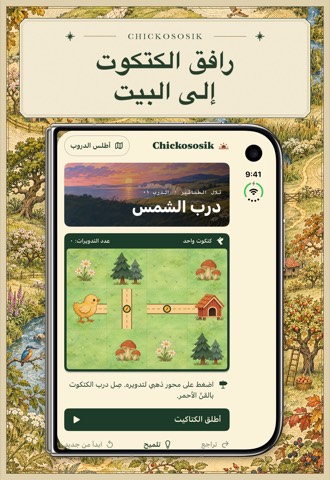 CHICKOSOSIK
رافق الكتكوت
إلى البيت
أطلس الدروب
Chickososik
9:41
درب الشمس
كتكوت واحد
عدد التدويرات: ٠
اضغط على محور ذهبي لتدويره. صِل درب الكتكوت
بالقنّ الأحمر.
أطلق الكتاكيت
تراجع
تلميح
ابدأ من جديد